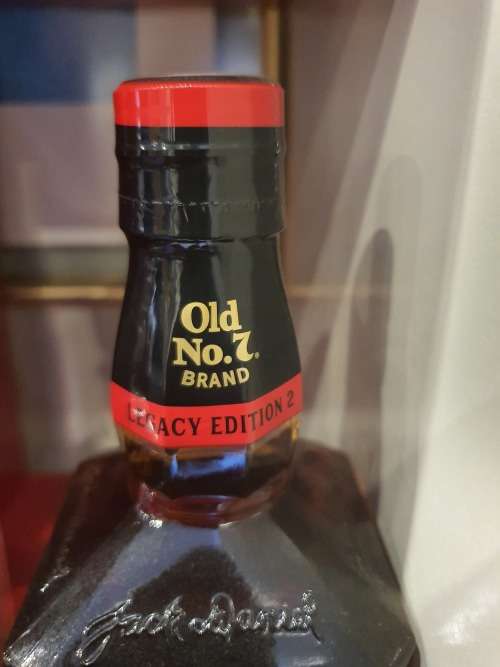 Old
No.7.
BRAND
LEGACY EDITION 2
Jack Daniel